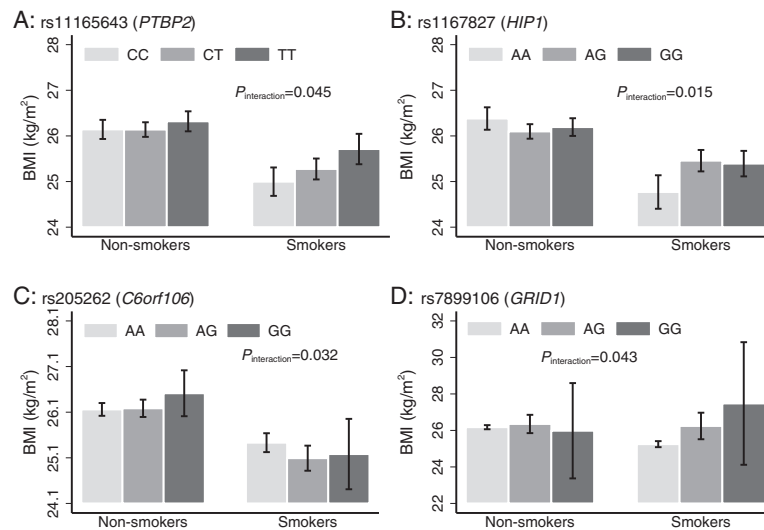 A: rs11165643 (PTBP2)
BMI (kg/m²)
28
27
26
25
24
CC CT TT
Pinteraction=0.045
Non-smokers Smokers
B: rs1167827 (HIP1)
BMI (kg/m²)
28
27
26
25
24
AA AG GG
Pinteraction=0.015
Non-smokers Smokers
C: rs205262 (C6orf106)
BMI (kg/m²)
28.1
27.1
26.1
25.1
24.1
AA AG GG
Pinteraction=0.032
Non-smokers Smokers
D: rs7899106 (GRID1)
BMI (kg/m²)
32
30
28
26
24
22
AA AG GG
Pinteraction=0.043
Non-smokers Smokers